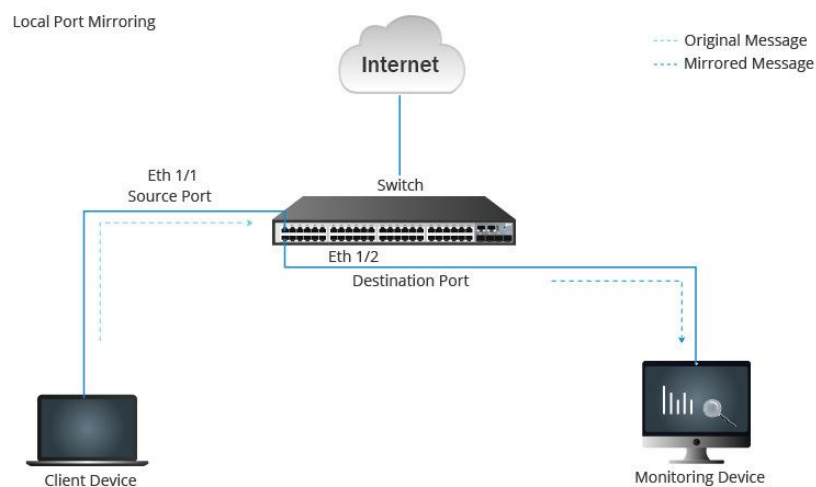 Local Port Mirroring
Original Message
Mirrored Message
Internet
Eth 1/1
Source Port
Switch
Eth 1/2
Destination Port
Client Device
Monitoring Device